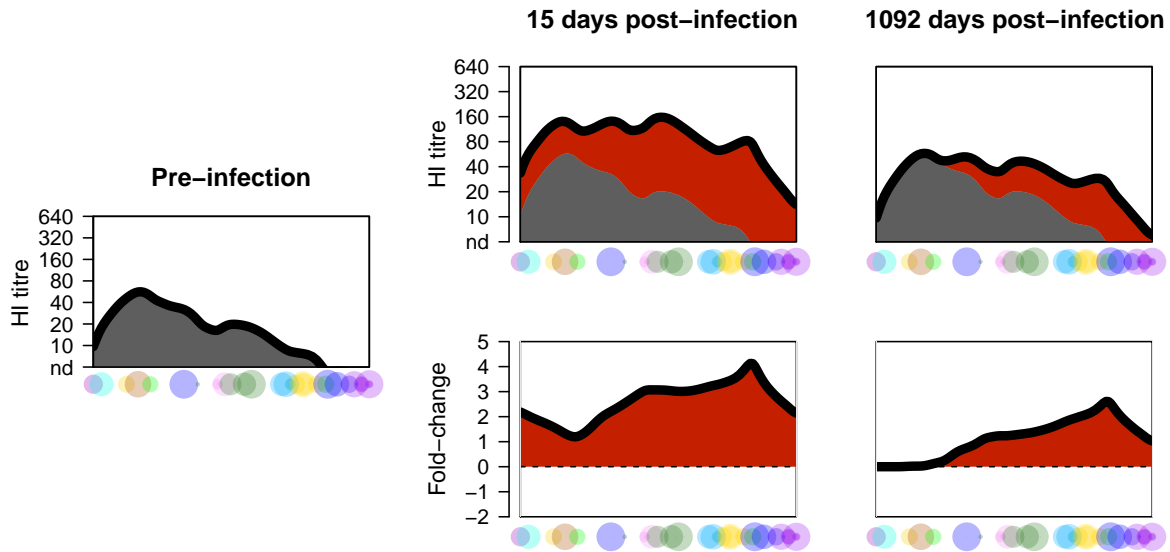 Pre−infection
HI titre
640
320
160
80
40
20
10
nd
15 days post−infection
HI titre
640
320
160
80
40
20
10
nd
1092 days post−infection
Fold−change
5
4
3
2
1
0
−1
−2